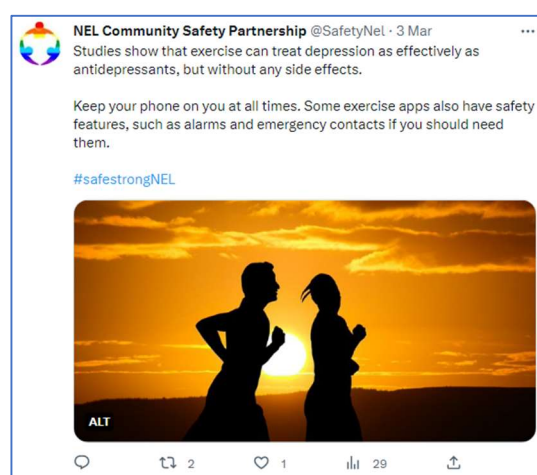 NEL Community Safety Partnership @SafetyNel · 3 Mar
Studies show that exercise can treat depression as effectively as
antidepressants, but without any side effects.
Keep your phone on you at all times. Some exercise apps also have safety
features, such as alarms and emergency contacts if you should need
them.
#safestrongNEL
ALT
2 1 29